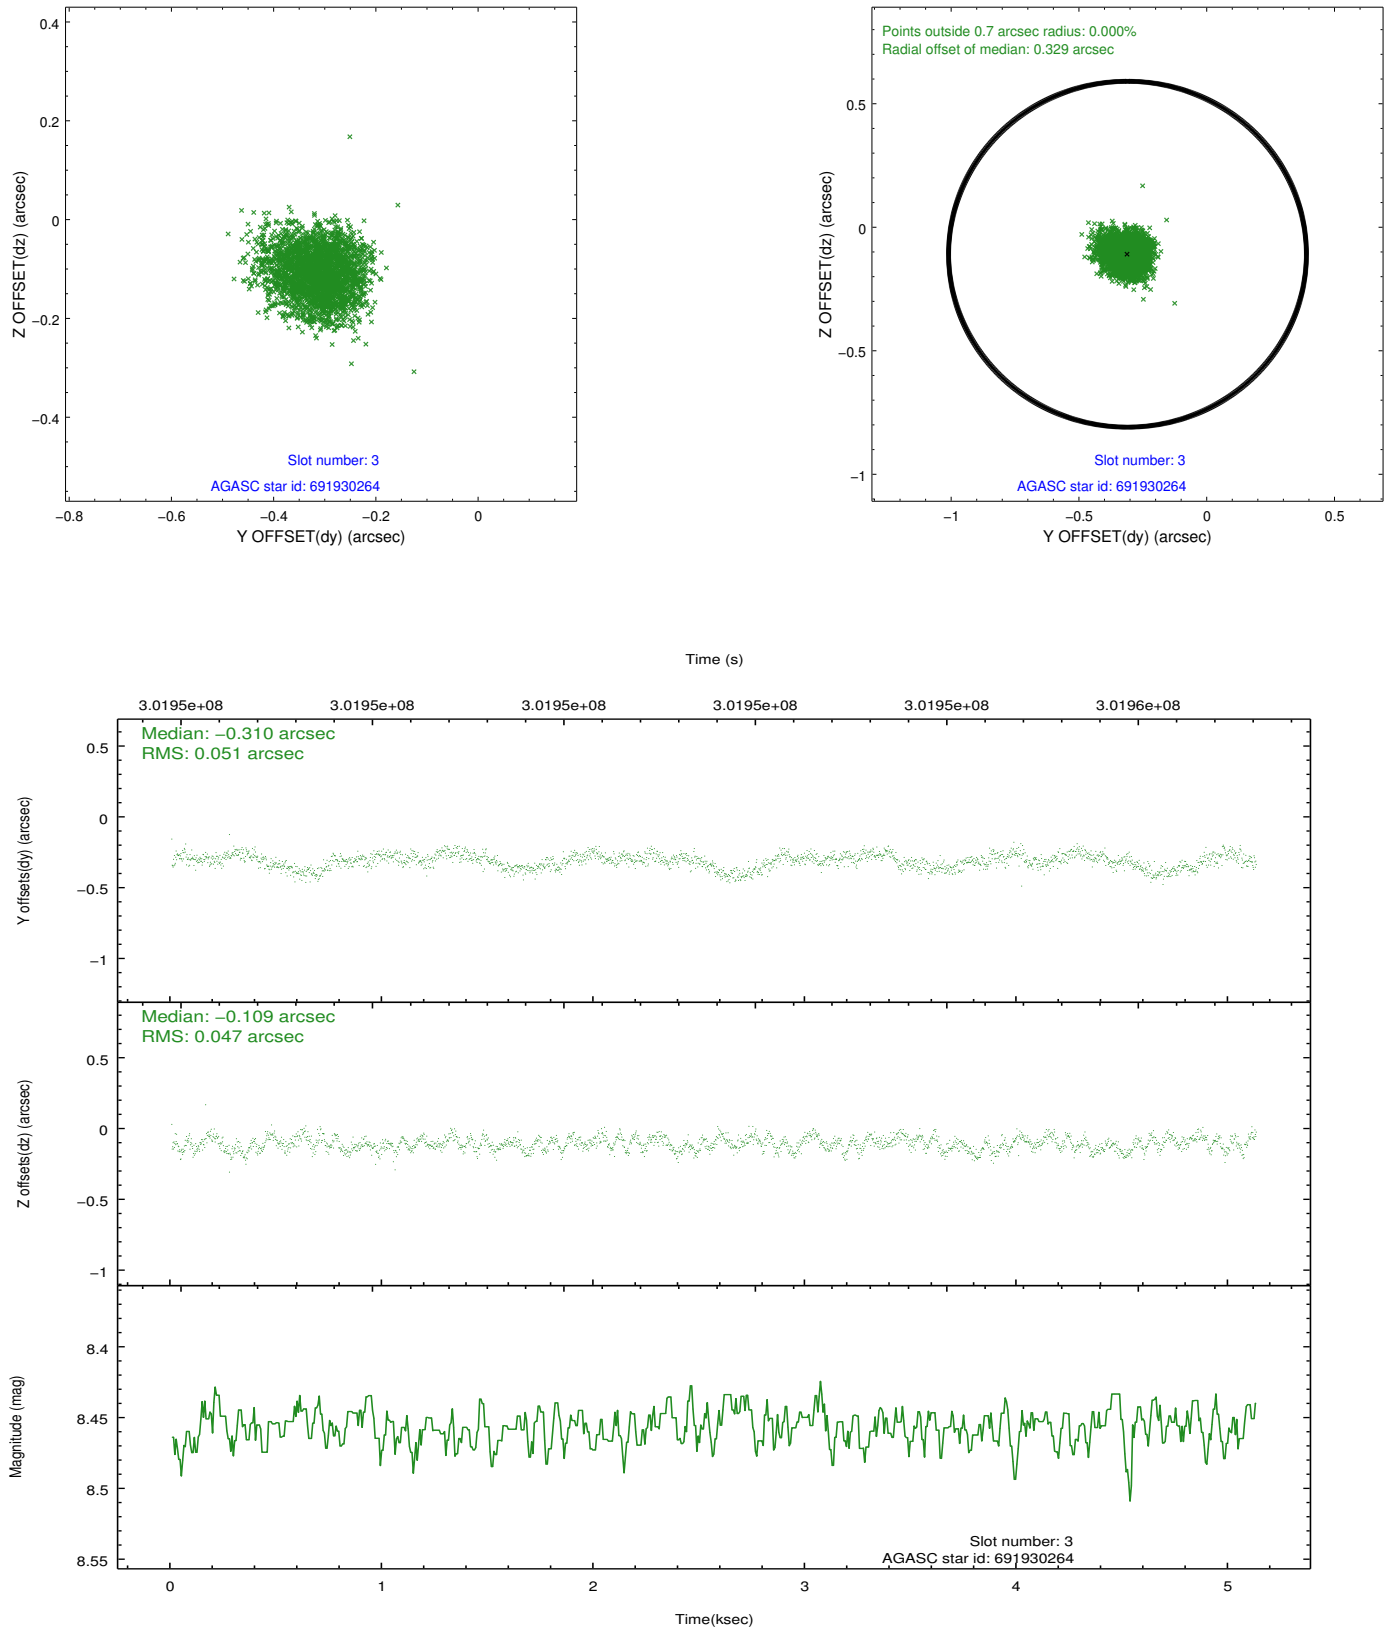 0.4
0.2
0
−0.2
−0.4
Z OFFSET(dz) (arcsec)
Slot number: 3
AGASC star id: 691930264
−0.8 −0.6 −0.4 −0.2 0
Y OFFSET(dy) (arcsec)
Points outside 0.7 arcsec radius: 0.000%
Radial offset of median: 0.329 arcsec
0.5
0
−0.5
−1
Z OFFSET(dz) (arcsec)
Slot number: 3
AGASC star id: 691930264
−1 −0.5 0 0.5
Y OFFSET(dy) (arcsec)
Time (s)
3.0195e+08 3.0195e+08 3.0195e+08 3.0195e+08 3.0195e+08 3.0196e+08
Median: −0.310 arcsec
RMS: 0.051 arcsec
0.5
0
−0.5
−1
Y offsets(dy) (arcsec)
Median: −0.109 arcsec
RMS: 0.047 arcsec
0.5
0
−0.5
−1
Z offsets(dz) (arcsec)
8.4
8.45
8.5
8.55
Magnitude (mag)
Slot number: 3
AGASC star id: 691930264
0 1 2 3 4 5
Time(ksec)